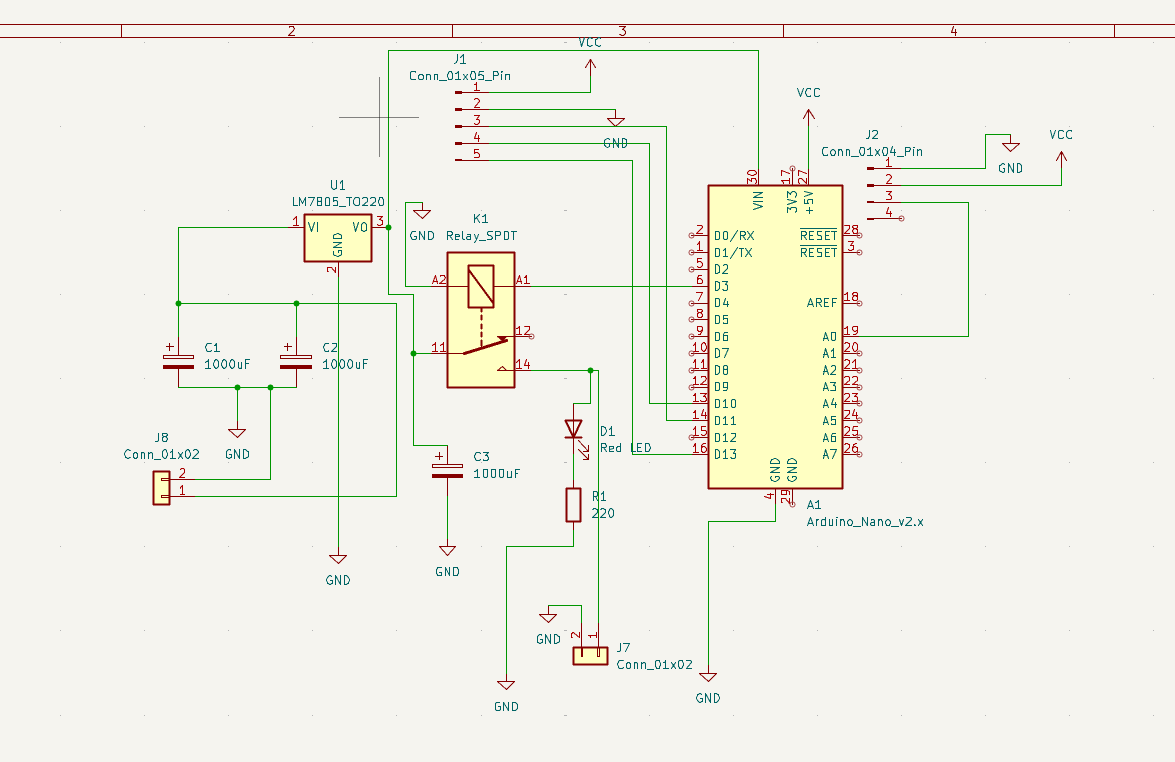 2
3
4
VCC
J1
Conn_01x05_Pin
1
2
3
4
5
GND
VCC
J2
Conn_01x04_Pin
1
2
3
4
GND
VCC
U1
LM7805_TO220
1 VI VO 3
GND
2
GND
K1
Relay_SPDT
A2 A1
12
11
14
30 17 27
VIN 3V3 +5V
2 D0/RX RESET 28
1 D1/TX RESET 3
5 D2
6 D3
7 D4 AREF 18
8 D5
9 D6 A0 19
10 D7 A1 20
11 D8 A2 21
12 D9 A3 22
13 D10 A4 23
14 D11 A5 24
15 D12 A6 25
16 D13 A7 26
GND GND
4 29
A1
Arduino_Nano_v2.x
+ C1
1000uF
+ C2
1000uF
GND
J8
Conn_01x02
2
1
GND
+ C3
1000uF
GND
D1
Red LED
R1
220
GND
2 1
J7
Conn_01x02
GND
GND